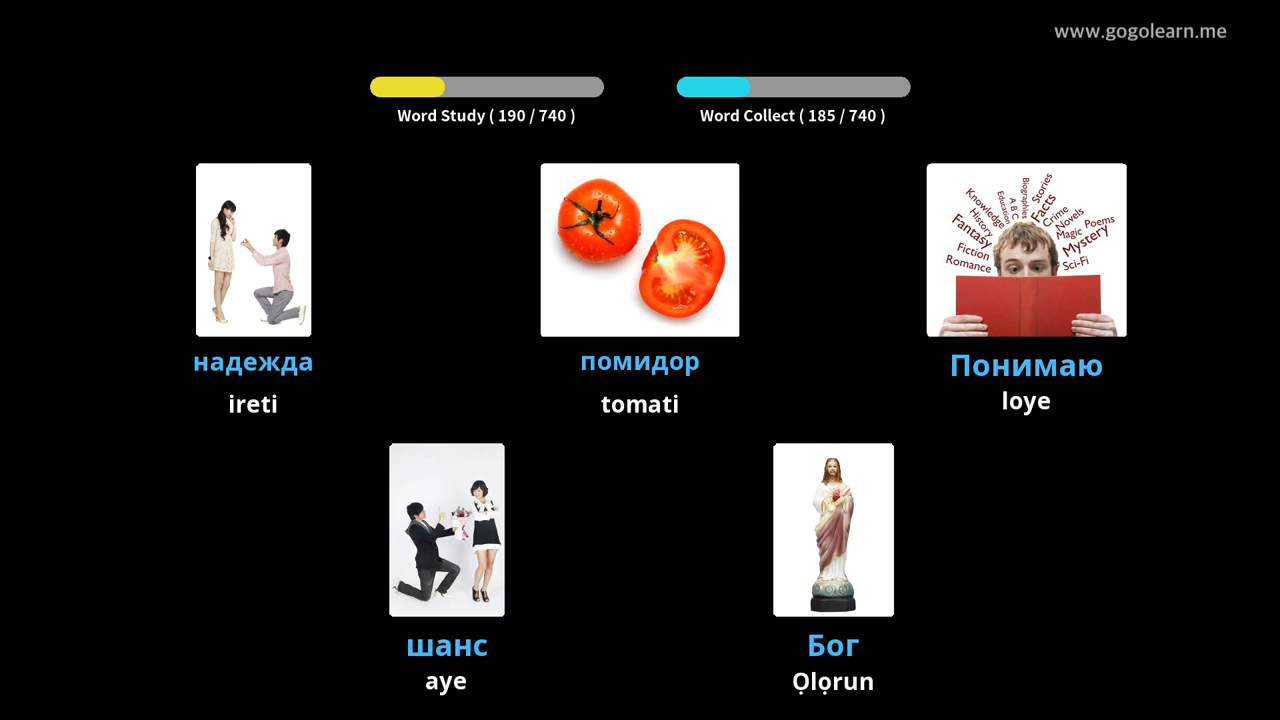 www.gogolearn.me
Word Study ( 190 / 740 )
Word Collect ( 185 / 740 )
Knowledge
History
Fantasy
Fiction
Romance
Education
A B C
Biographies
Stories
Facts
Crime
Novels
Magic
Poems
Mystery
Sci-Fi
надежда
помидор
Понимаю
ireti
tomati
loye
шанс
Бог
aye
Ọlọrun